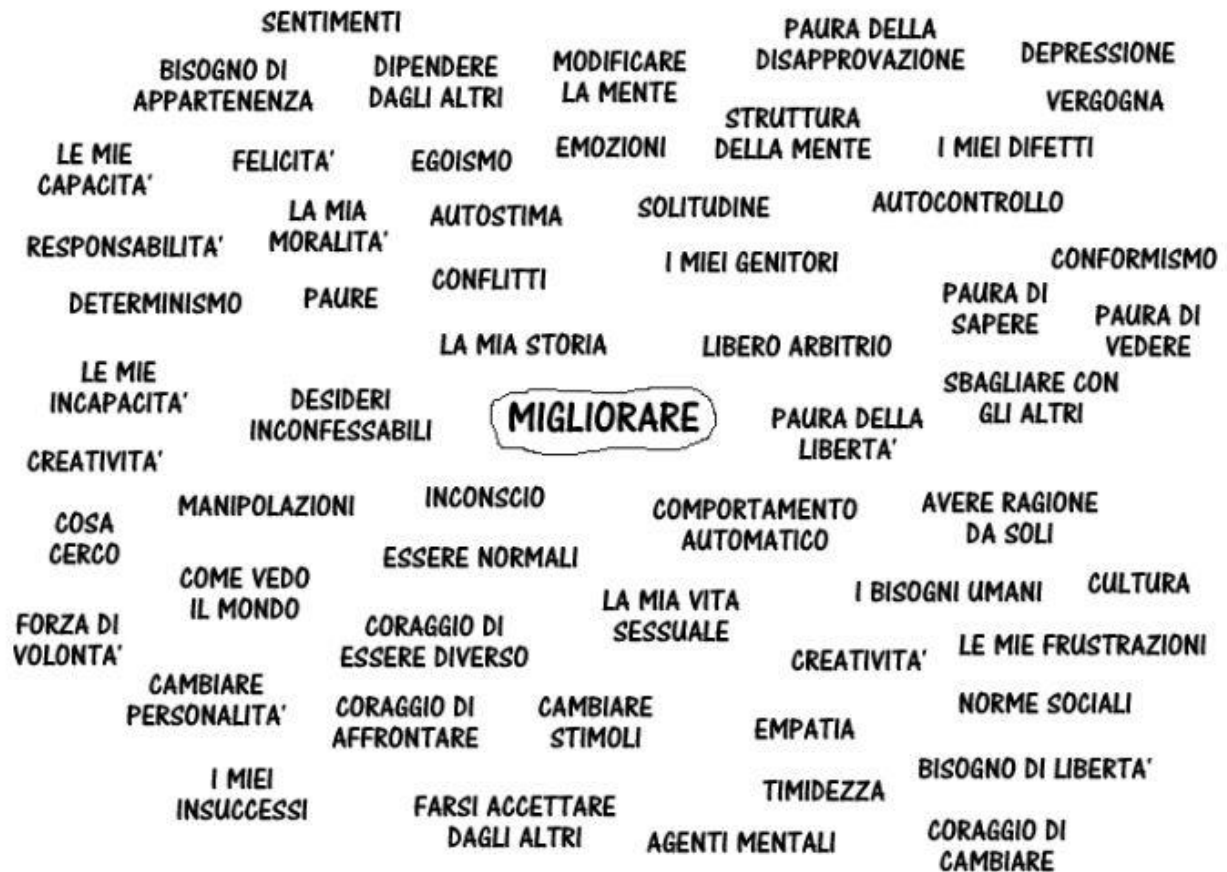 SENTIMENTI
BISOGNO DI
APPARTENENZA
DIPENDERE
DAGLI ALTRI
MODIFICARE
LA MENTE
PAURA DELLA
DISAPPROVAZIONE
DEPRESSIONE
VERGOGNA
LE MIE
CAPACITA'
FELICITA'
EGOISMO
EMOZIONI
STRUTTURA
DELLA MENTE
I MIEI DIFETTI
RESPONSABILITA'
LA MIA
MORALITA'
AUTOSTIMA
SOLITUDINE
AUTOCONTROLLO
DETERMINISMO
PAURE
CONFLITTI
I MIEI GENITORI
CONFORMISMO
PAURA DI
SAPERE
PAURA DI
VEDERE
LA MIA STORIA
LIBERO ARBITRIO
LE MIE
INCAPACITA'
DESIDERI
INCONFESSABILI
MIGLIORARE
PAURA DELLA
LIBERTA'
SBAGLIARE CON
GLI ALTRI
CREATIVITA'
MANIPOLAZIONI
INCONSCIO
COMPORTAMENTO
AUTOMATICO
AVERE RAGIONE
DA SOLI
COSA
CERCO
COME VEDO
IL MONDO
ESSERE NORMALI
LA MIA VITA
SESSUALE
I BISOGNI UMANI
CULTURA
FORZA DI
VOLONTA'
CORAGGIO DI
ESSERE DIVERSO
CREATIVITA'
LE MIE FRUSTRAZIONI
CAMBIARE
PERSONALITA'
CORAGGIO DI
AFFRONTARE
CAMBIARE
STIMOLI
EMPATIA
NORME SOCIALI
I MIEI
INSUCCESSI
FARSI ACCETTARE
DAGLI ALTRI
AGENTI MENTALI
TIMIDEZZA
BISOGNO DI LIBERTA'
CORAGGIO DI
CAMBIARE